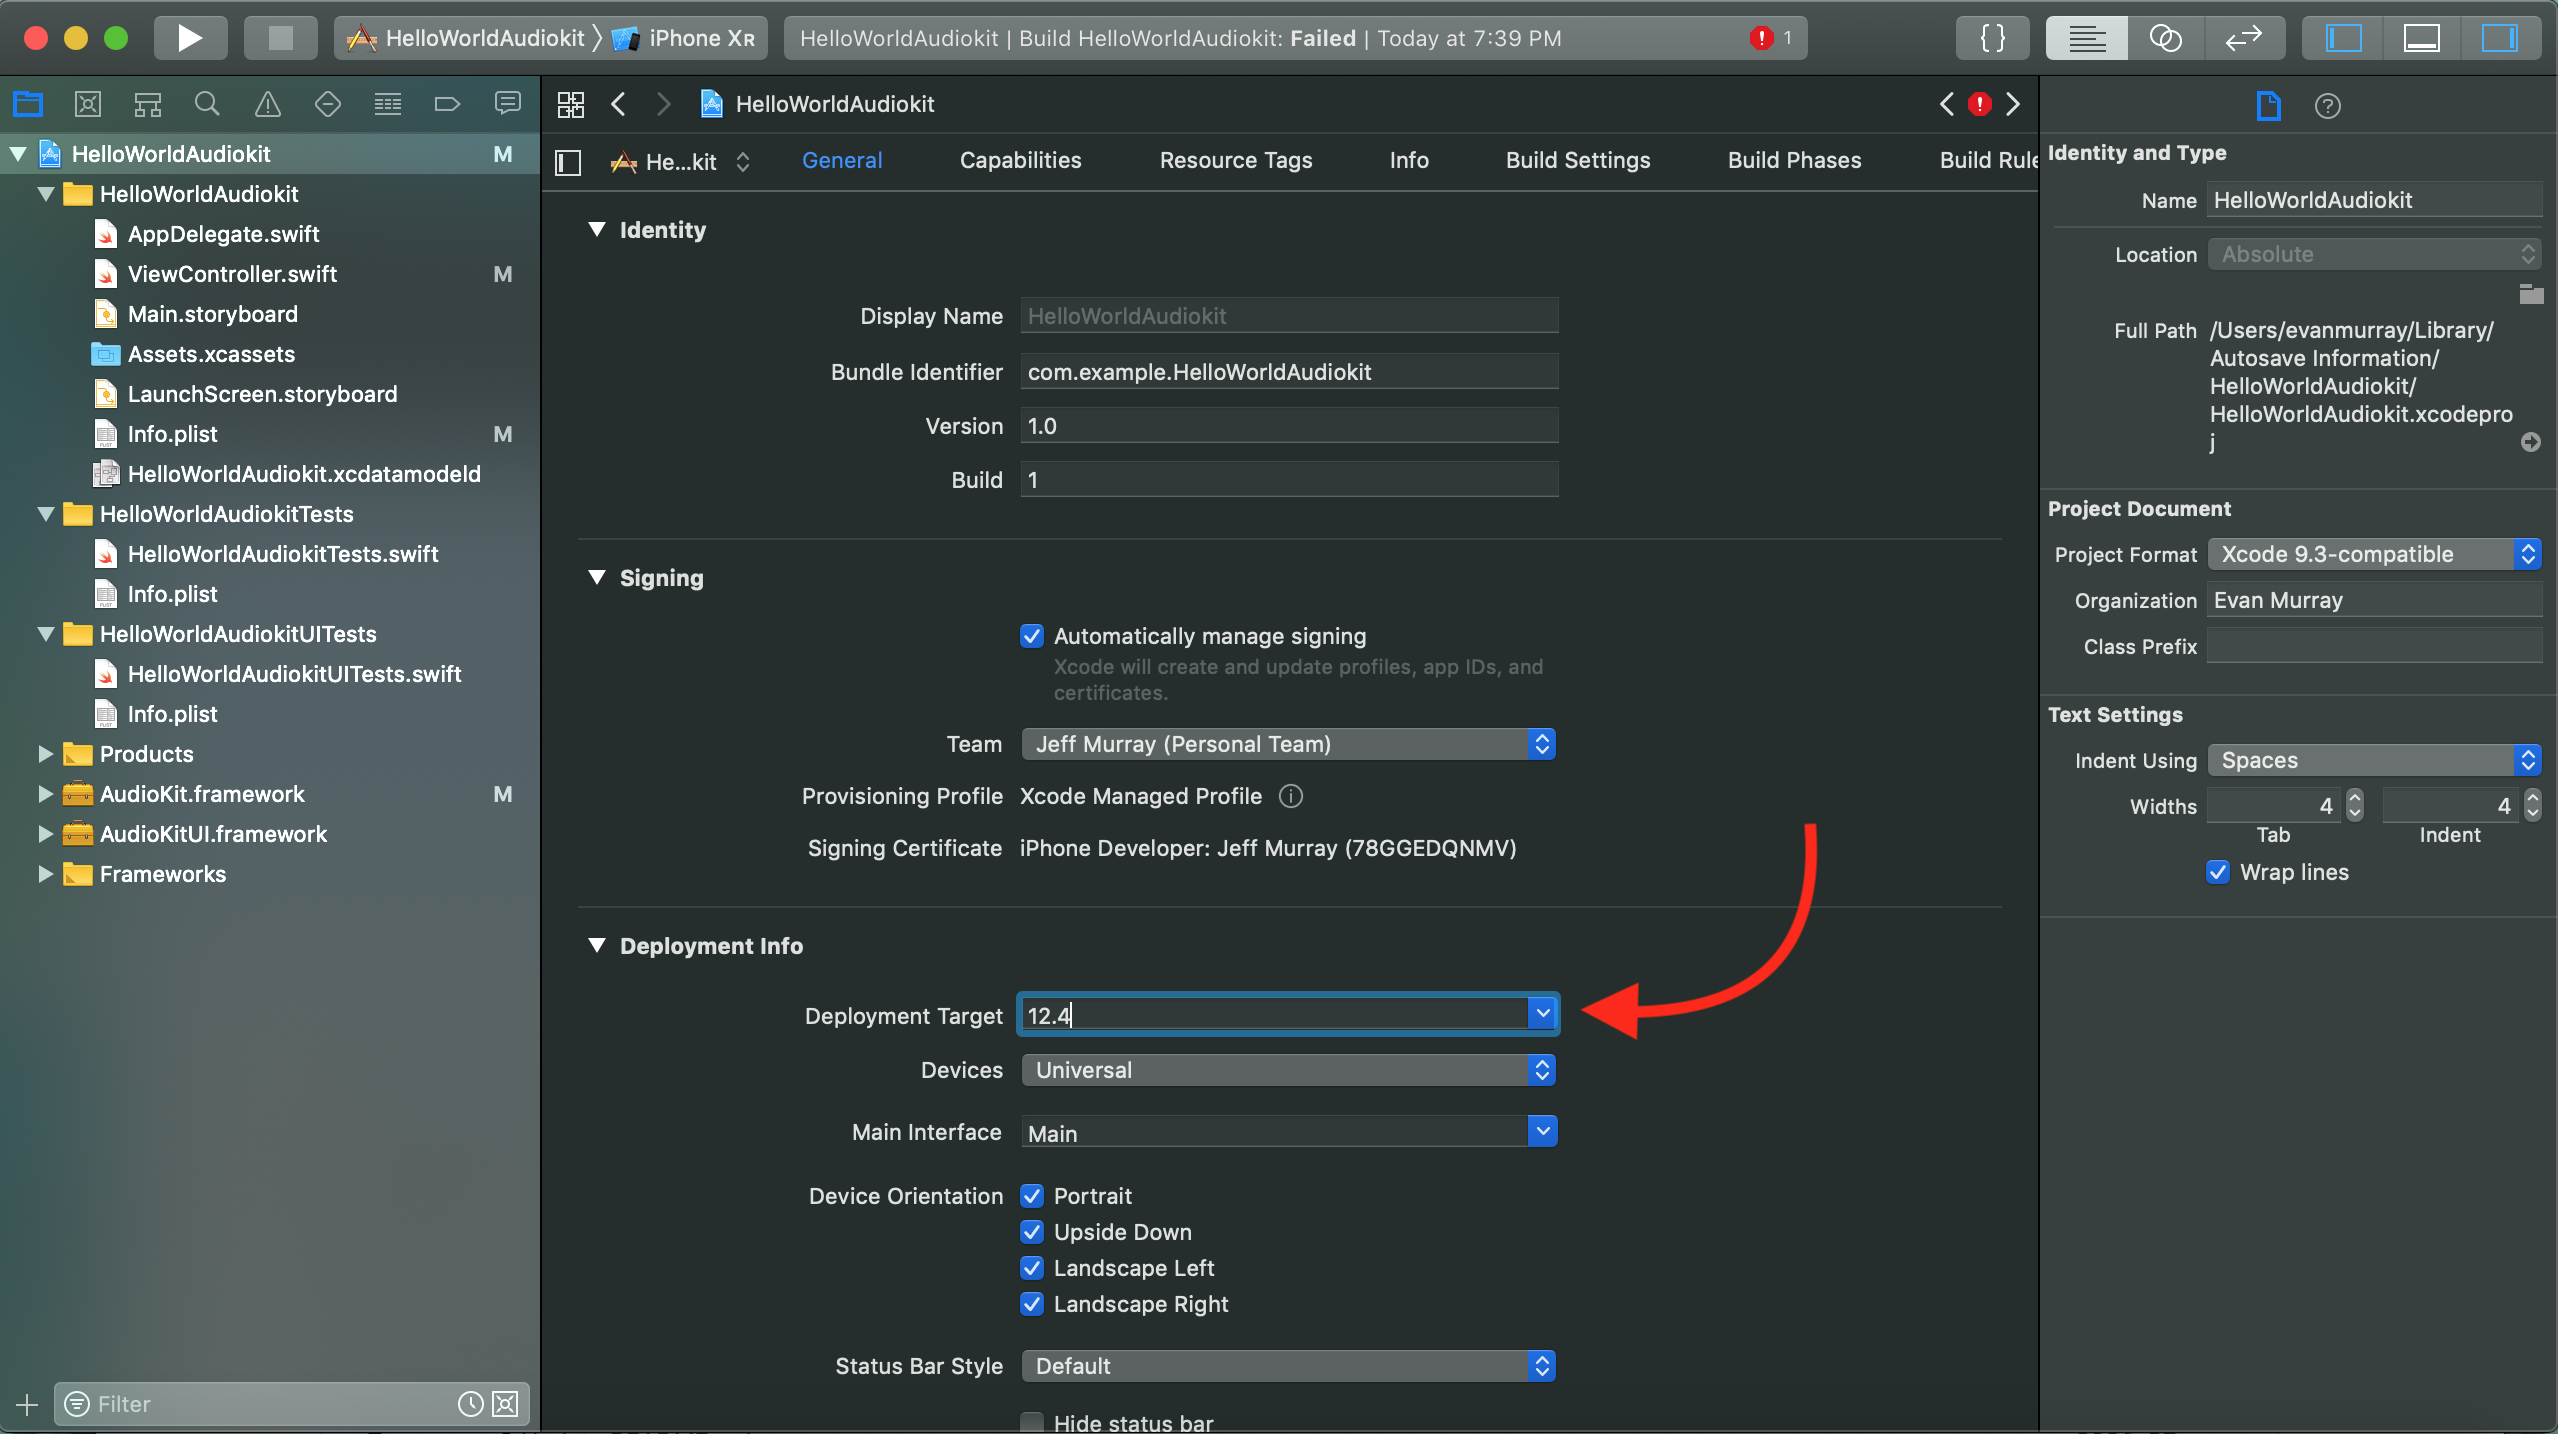 HelloWorldAudiokit 〉 iPhone XR
HelloWorldAudiokit | Build HelloWorldAudiokit: Failed | Today at 7:39 PM
1
{ }
HelloWorldAudiokit M
HelloWorldAudiokit
AppDelegate.swift
ViewController.swift M
Main.storyboard
Assets.xcassets
LaunchScreen.storyboard
Info.plist M
HelloWorldAudiokit.xcdatamodeld
HelloWorldAudiokitTests
HelloWorldAudiokitTests.swift
Info.plist
HelloWorldAudiokitUITests
HelloWorldAudiokitUITests.swift
Info.plist
Products
AudioKit.framework M
AudioKitUI.framework
Frameworks
Filter
HelloWorldAudiokit
He...kit General Capabilities Resource Tags Info Build Settings Build Phases Build Rule
Identity
Display Name HelloWorldAudiokit
Bundle Identifier com.example.HelloWorldAudiokit
Version 1.0
Build 1
Signing
Automatically manage signing
Xcode will create and update profiles, app IDs, and
certificates.
Team Jeff Murray (Personal Team)
Provisioning Profile Xcode Managed Profile
Signing Certificate iPhone Developer: Jeff Murray (78GGEDQNMV)
Deployment Info
Deployment Target 12.4
Devices Universal
Main Interface Main
Device Orientation Portrait
Upside Down
Landscape Left
Landscape Right
Status Bar Style Default
Hide status bar
Identity and Type
Name HelloWorldAudiokit
Location Absolute
Full Path /Users/evanmurray/Library/
Autosave Information/
HelloWorldAudiokit/
HelloWorldAudiokit.xcodepro
j
Project Document
Project Format Xcode 9.3-compatible
Organization Evan Murray
Class Prefix
Text Settings
Indent Using Spaces
Widths 4 4
Tab Indent
Wrap lines